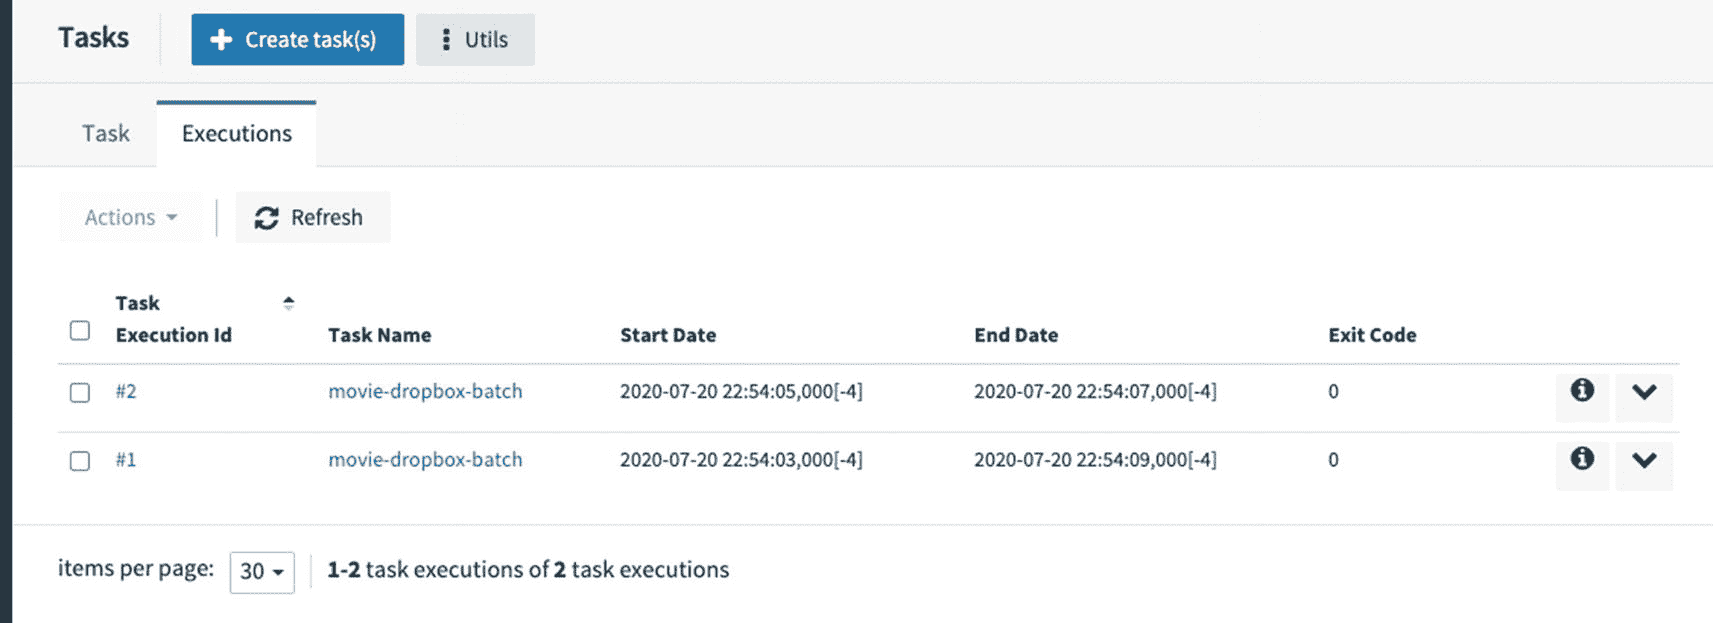 Tasks
Create task(s)
Utils
Task
Executions
Actions
Refresh
Task
Execution Id
Task Name
Start Date
End Date
Exit Code
#2
movie-dropbox-batch
2020-07-20 22:54:05,000[-4]
2020-07-20 22:54:07,000[-4]
0
#1
movie-dropbox-batch
2020-07-20 22:54:03,000[-4]
2020-07-20 22:54:09,000[-4]
0
items per page:
30
1-2 task executions of 2 task executions